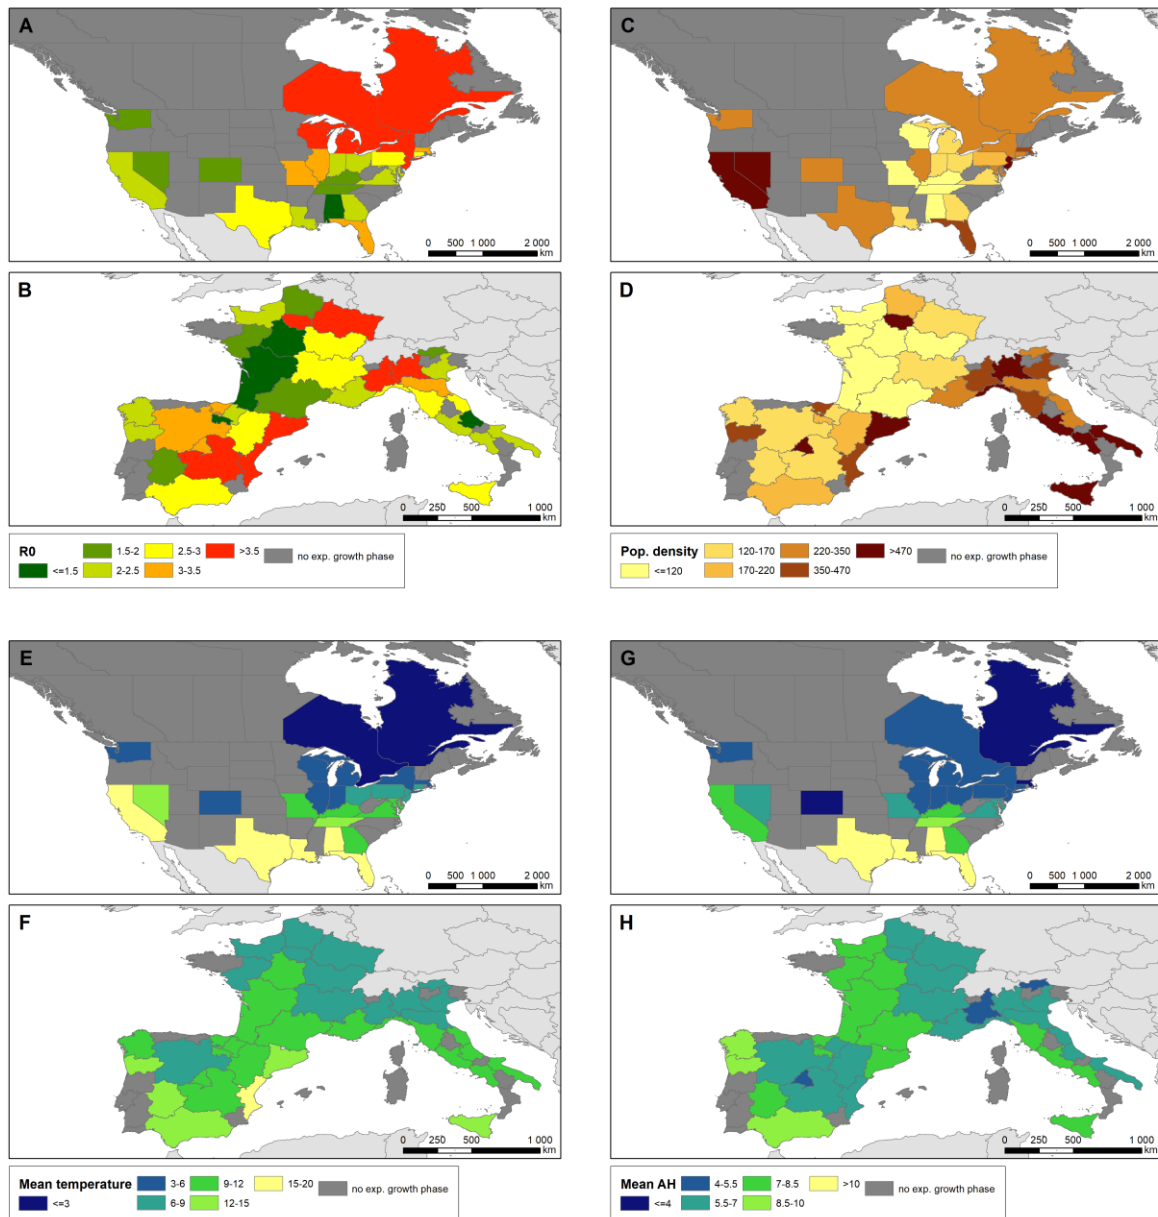 A
0 500 1 000 2 000
km
B
0 250 500 1 000
km
R0
<=1.5
1.5-2
2-2.5
2.5-3
3-3.5
>3.5
no exp. growth phase
C
0 500 1 000 2 000
km
D
0 250 500 1 000
km
Pop. density
<=120
120-170
170-220
220-350
350-470
>470
no exp. growth phase
E
0 500 1 000 2 000
km
F
0 250 500 1 000
km
Mean temperature
<=3
3-6
6-9
9-12
12-15
15-20
no exp. growth phase
G
0 500 1 000 2 000
km
H
0 250 500 1 000
km
Mean AH
<=4
4-5.5
5.5-7
7-8.5
8.5-10
>10
no exp. growth phase